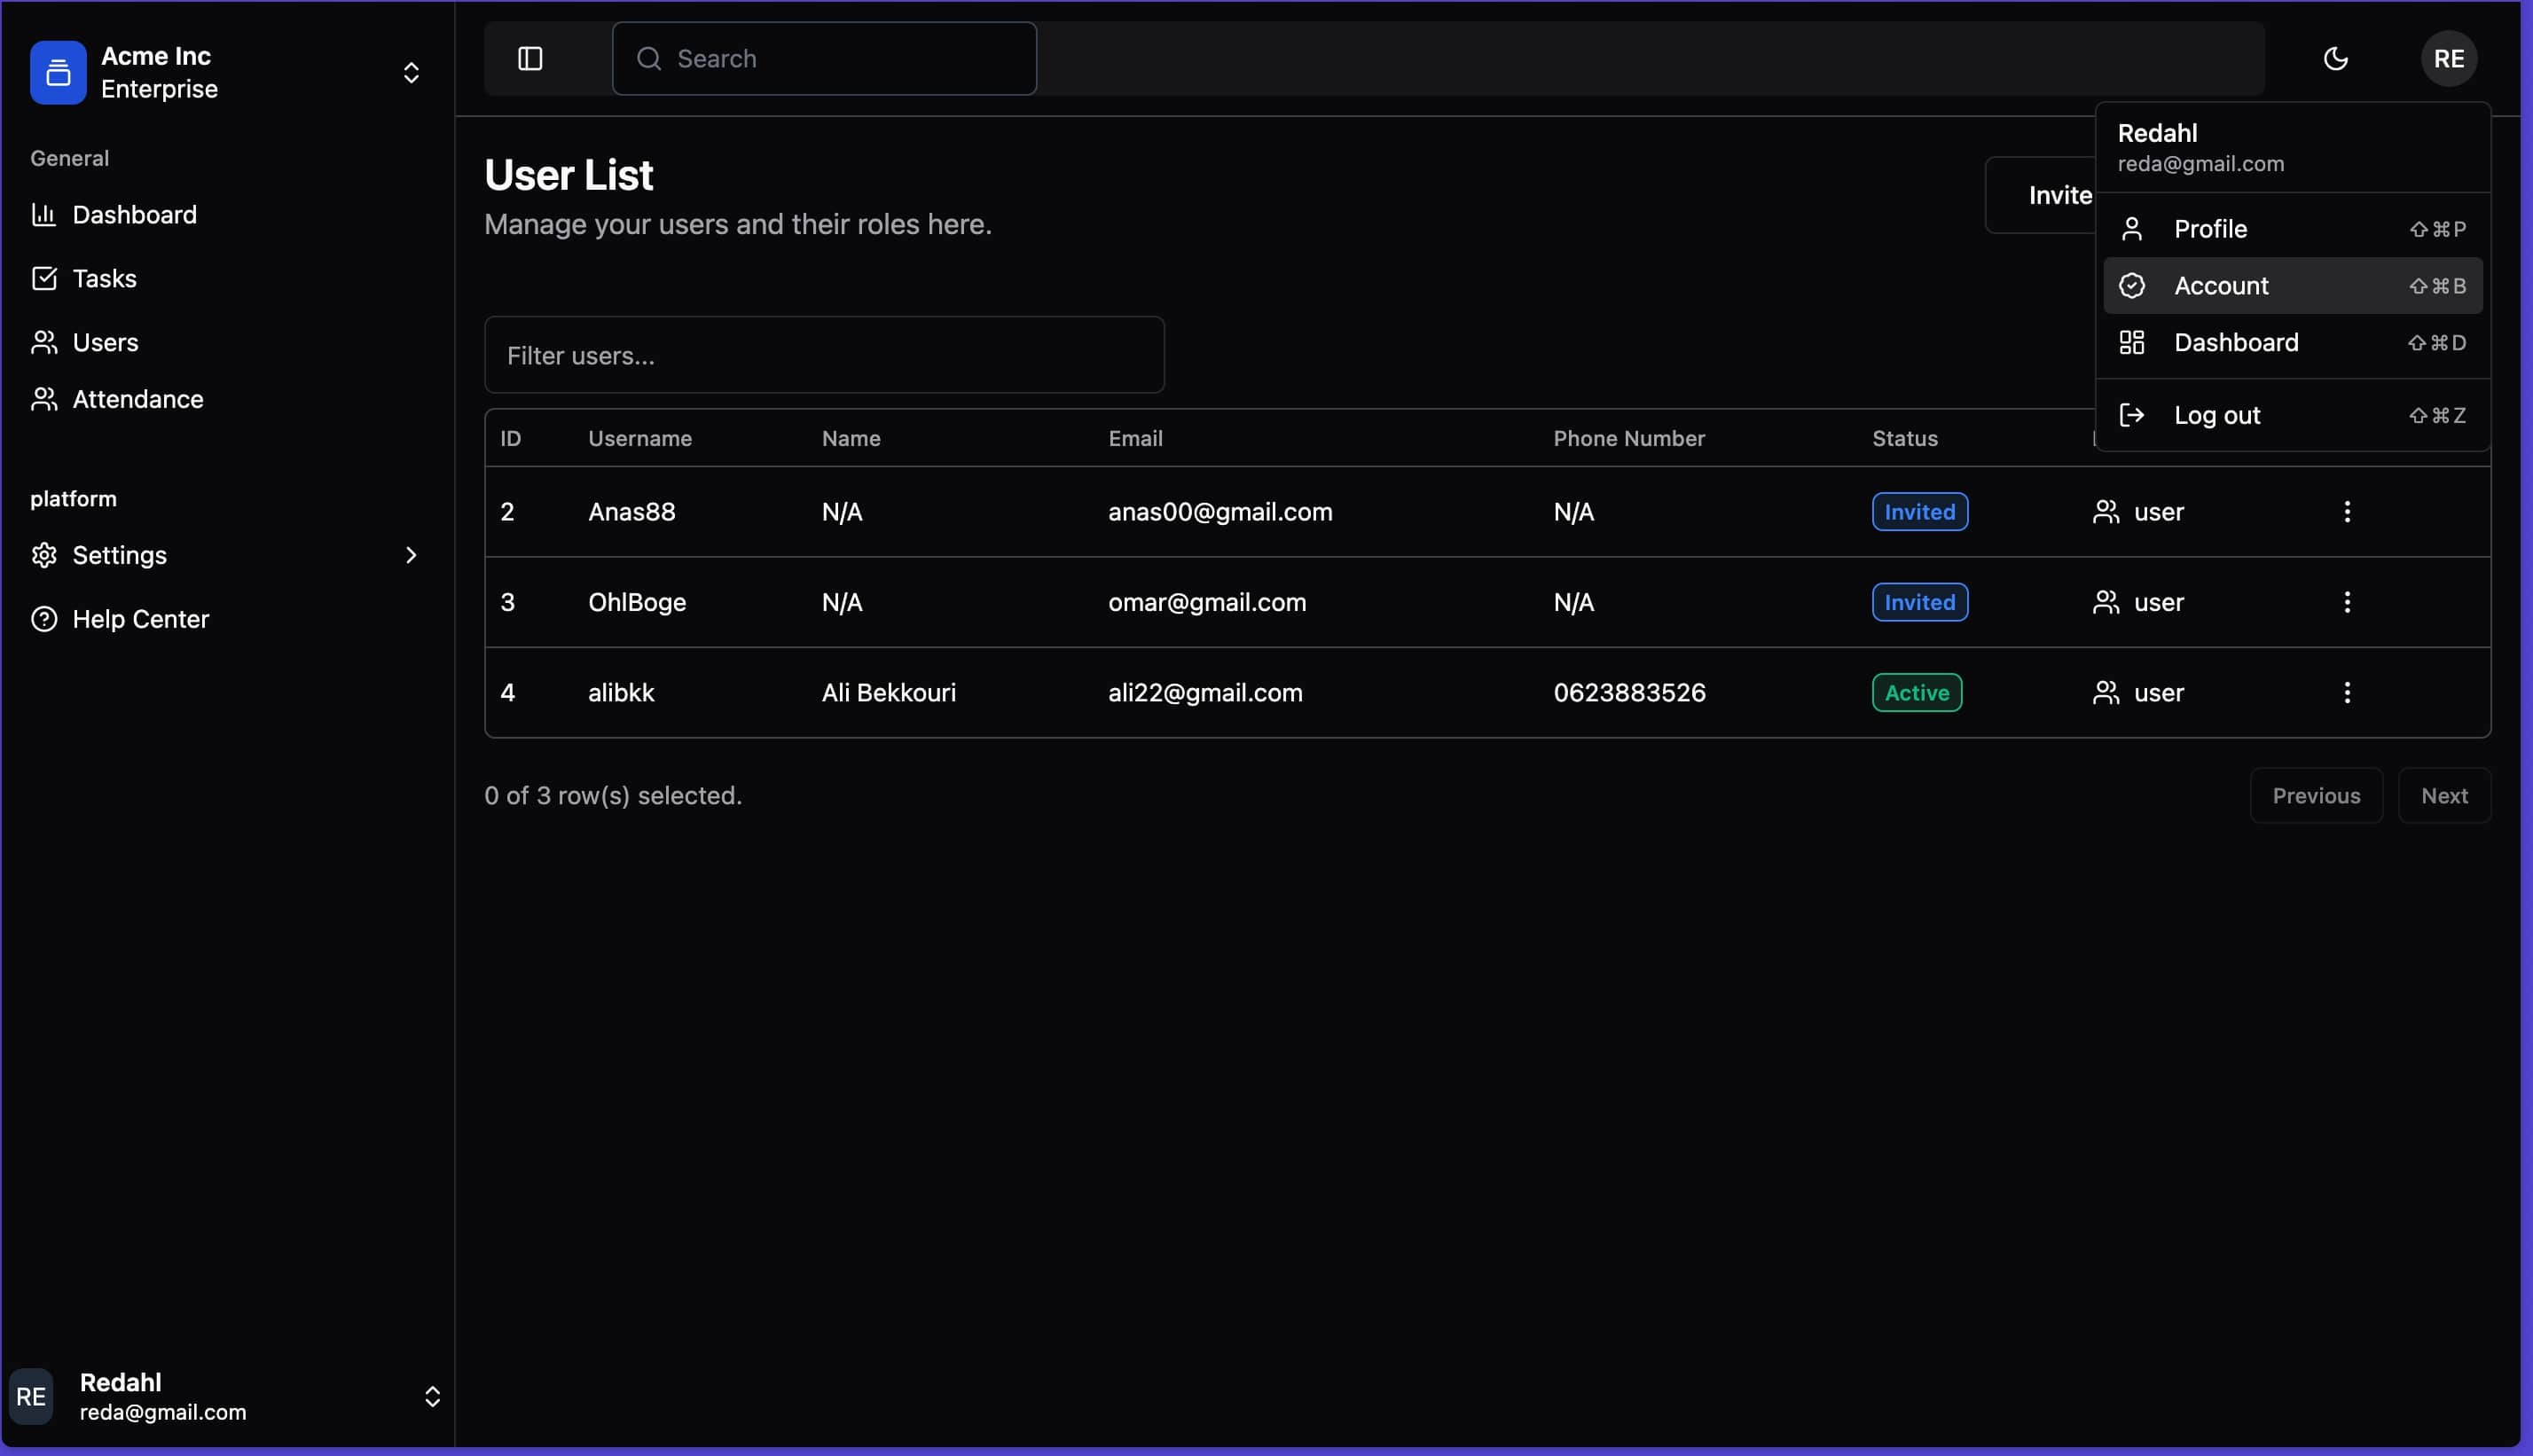 Acme Inc
Enterprise
General
Dashboard
Tasks
Users
Attendance
platform
Settings
Help Center
RE
Redahl
reda@gmail.com
Search
RE
User List
Manage your users and their roles here.
Invite
Redahl
reda@gmail.com
Profile ⇧⌘P
Account ⇧⌘B
Dashboard ⇧⌘D
Log out ⇧⌘Z
Filter users...
ID Username Name Email Phone Number Status
2 Anas88 N/A anas00@gmail.com N/A Invited user
3 OhlBoge N/A omar@gmail.com N/A Invited user
4 alibkk Ali Bekkouri ali22@gmail.com 0623883526 Active user
0 of 3 row(s) selected.
Previous Next